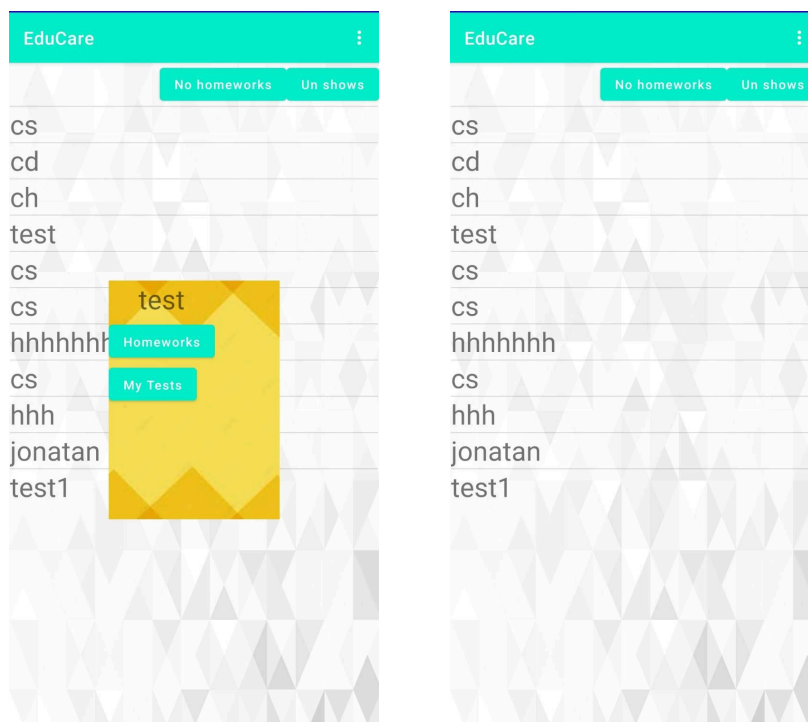 EduCare
No homeworks Un shows
cs
cd
ch
test
cs
cs
hhhhhhh
cs
hhh
jonatan
test1
test
Homeworks
My Tests
EduCare
No homeworks Un shows
cs
cd
ch
test
cs
cs
hhhhhhh
cs
hhh
jonatan
test1